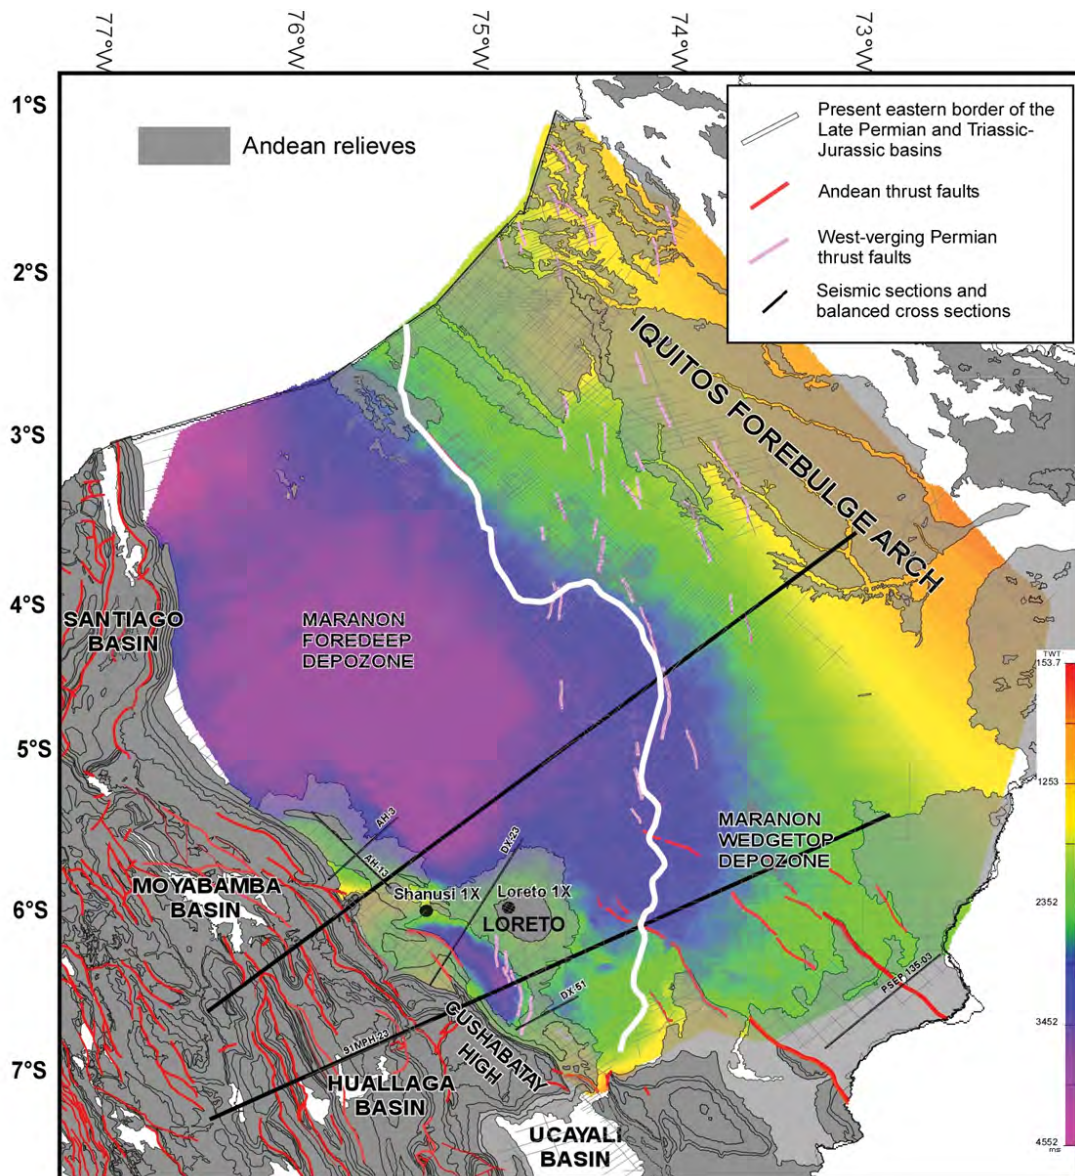 77°W
76°W
75°W
74°W
73°W
1°S
2°S
3°S
4°S
5°S
6°S
7°S
Andean relieves
Present eastern border of the
Late Permian and Triassic-
Jurassic basins
Andean thrust faults
West-verging Permian
thrust faults
Seismic sections and
balanced cross sections
IQUITOS FOREBULGE ARCH
SANTIAGO
BASIN
MARANON
FOREDEEP
DEPOZONE
TWT
153.7
1253
2352
3452
4552
ms
MARANON
WEDGETOP
DEPOZONE
AH-3
AH-13
DX-23
MOYABAMBA
BASIN
Shanusi 1X
Loreto 1X
LORETO
DX-51
PSEP 135-03
91MPH-23
CUSHABATAY
HIGH
HUALLAGA
BASIN
UCAYALI
BASIN